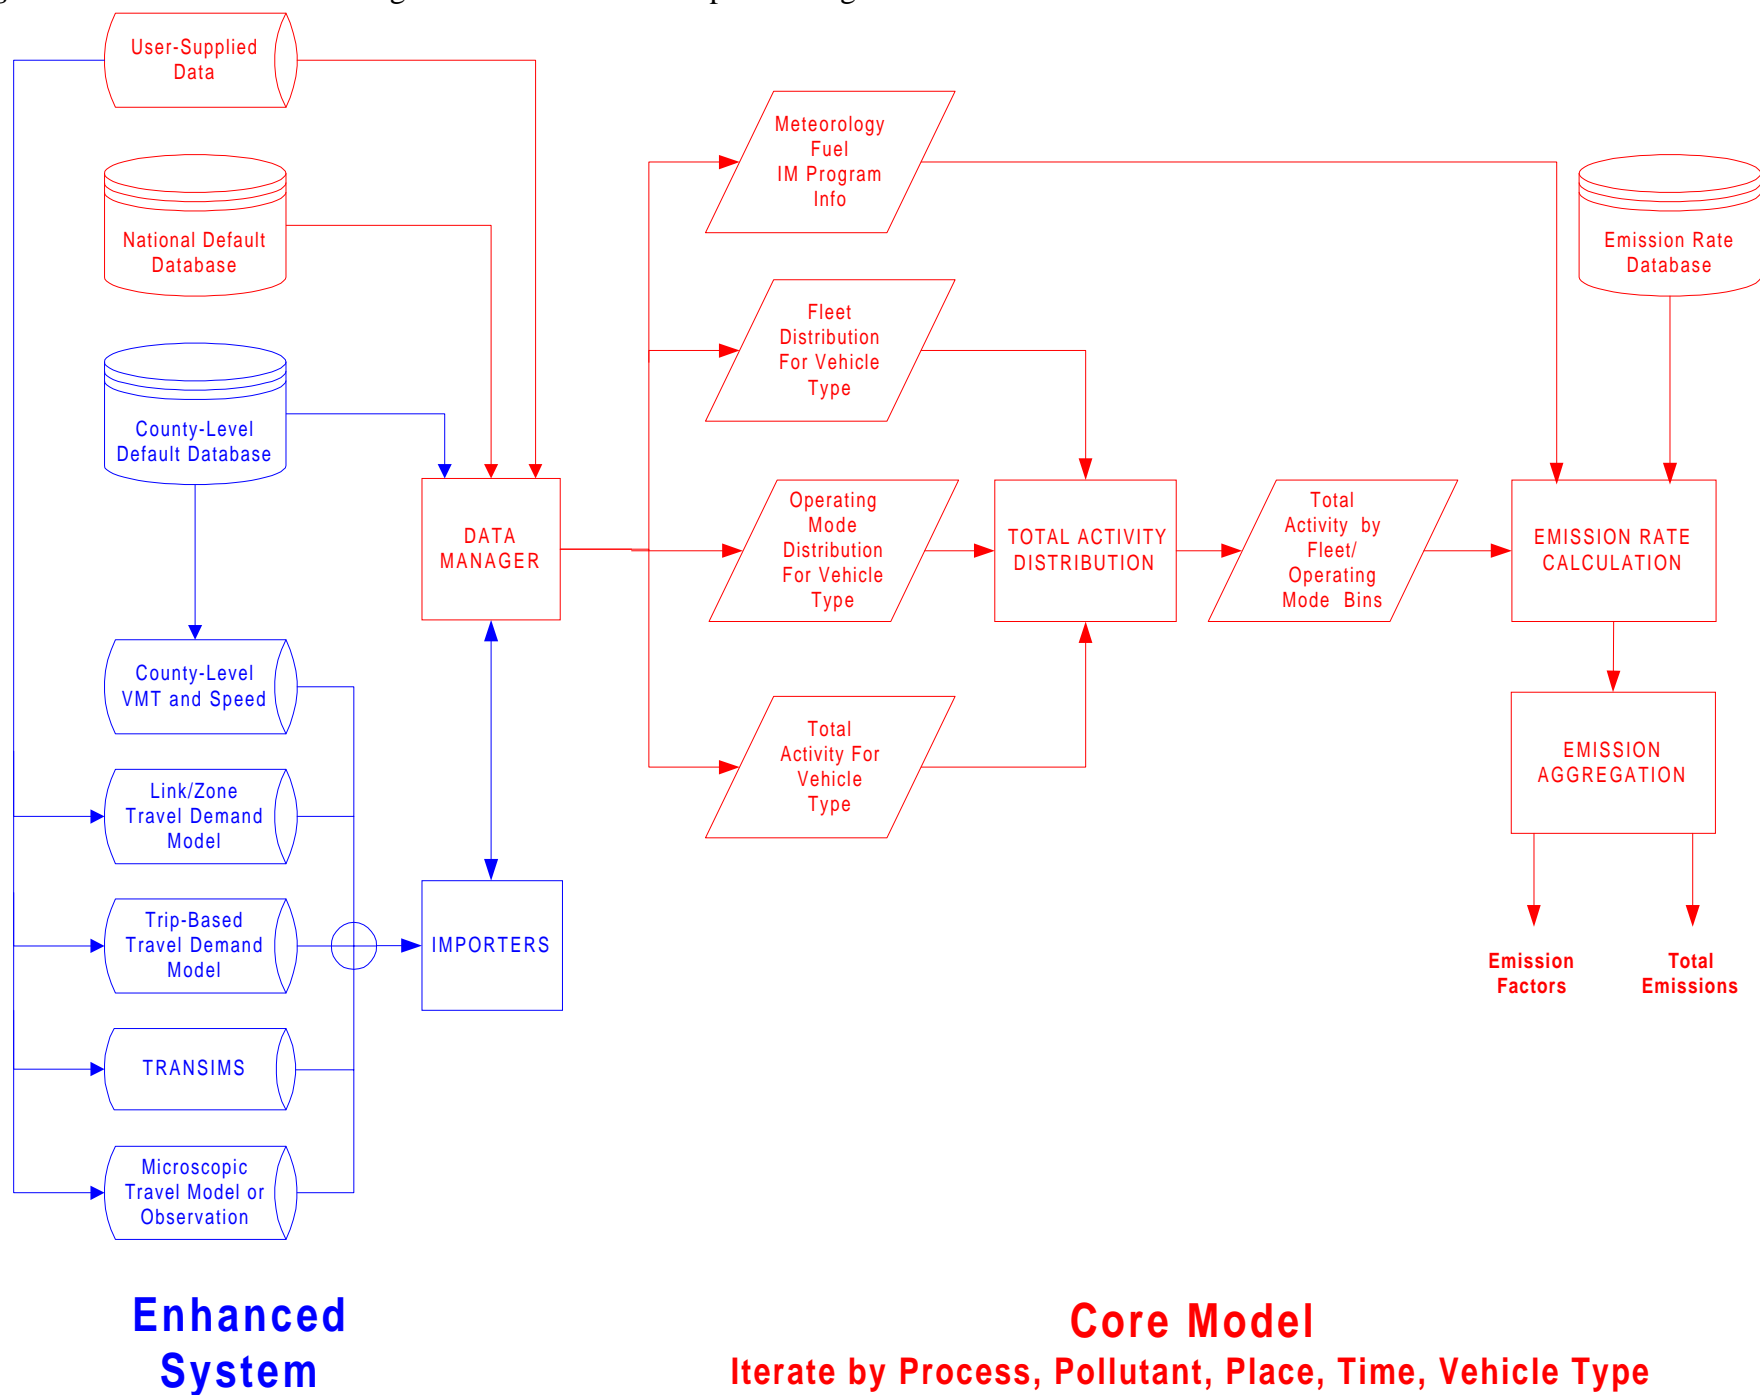 User-Supplied
Data
National Default
Database
County-Level
Default Database
County-Level
VMT and Speed
Link/Zone
Travel Demand
Model
Trip-Based
Travel Demand
Model
TRANSIMS
Microscopic
Travel Model or
Observation
DATA
MANAGER
IMPORTERS
Meteorology
Fuel
IM Program
Info
Fleet
Distribution
For Vehicle
Type
Operating
Mode
Distribution
For Vehicle
Type
Total
Activity For
Vehicle
Type
TOTAL ACTIVITY
DISTRIBUTION
Total
Activity by
Fleet/
Operating
Mode Bins
Emission Rate
Database
EMISSION RATE
CALCULATION
EMISSION
AGGREGATION
Emission
Factors
Total
Emissions
Enhanced
System
Core Model
Iterate by Process, Pollutant, Place, Time, Vehicle Type